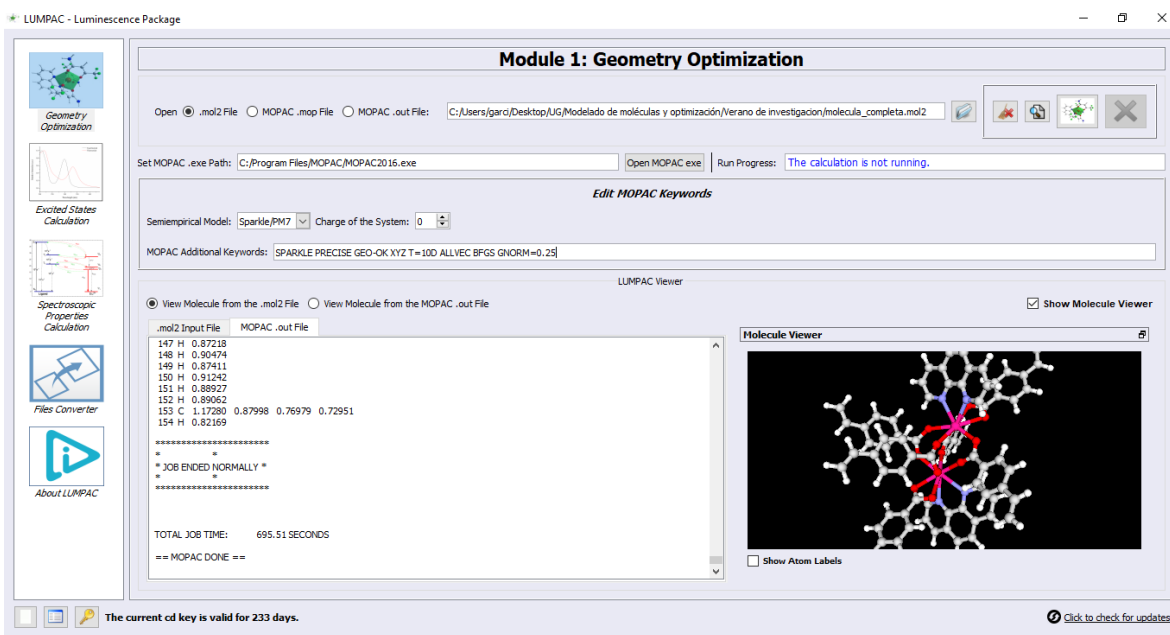 LUMPAC - Luminescence Package
Module 1: Geometry Optimization
Geometry
Optimization
Open .mol2 File MOPAC .mop File MOPAC .out File: C:/Users/garci/Desktop/UG/Modelado de moléculas y optimización/Verano de investigacion/molecula_completa.mol2
Set MOPAC .exe Path: C:/Program Files/MOPAC/MOPAC2016.exe Open MOPAC exe Run Progress: The calculation is not running.
Edit MOPAC Keywords
Excited States
Calculation
Semiempirical Model: Sparkle/PM7 Charge of the System: 0
MOPAC Additional Keywords: SPARKLE PRECISE GEO-OK XYZ T=10D ALLVEC BFGS GNORM=0.25
LUMPAC Viewer
Spectroscopic
Properties
Calculation
View Molecule from the .mol2 File View Molecule from the MOPAC .out File Show Molecule Viewer
.mol2 Input File MOPAC .out File
Molecule Viewer
147 H 0.87218
148 H 0.90474
149 H 0.87411
150 H 0.91242
151 H 0.88927
152 H 0.89062
153 C 1.17280 0.87998 0.76979 0.72951
154 H 0.82169
**********************
* *
* JOB ENDED NORMALLY *
* *
**********************
TOTAL JOB TIME: 695.51 SECONDS
== MOPAC DONE ==
Files Converter
About LUMPAC
Show Atom Labels
The current cd key is valid for 233 days.
Click to check for updates